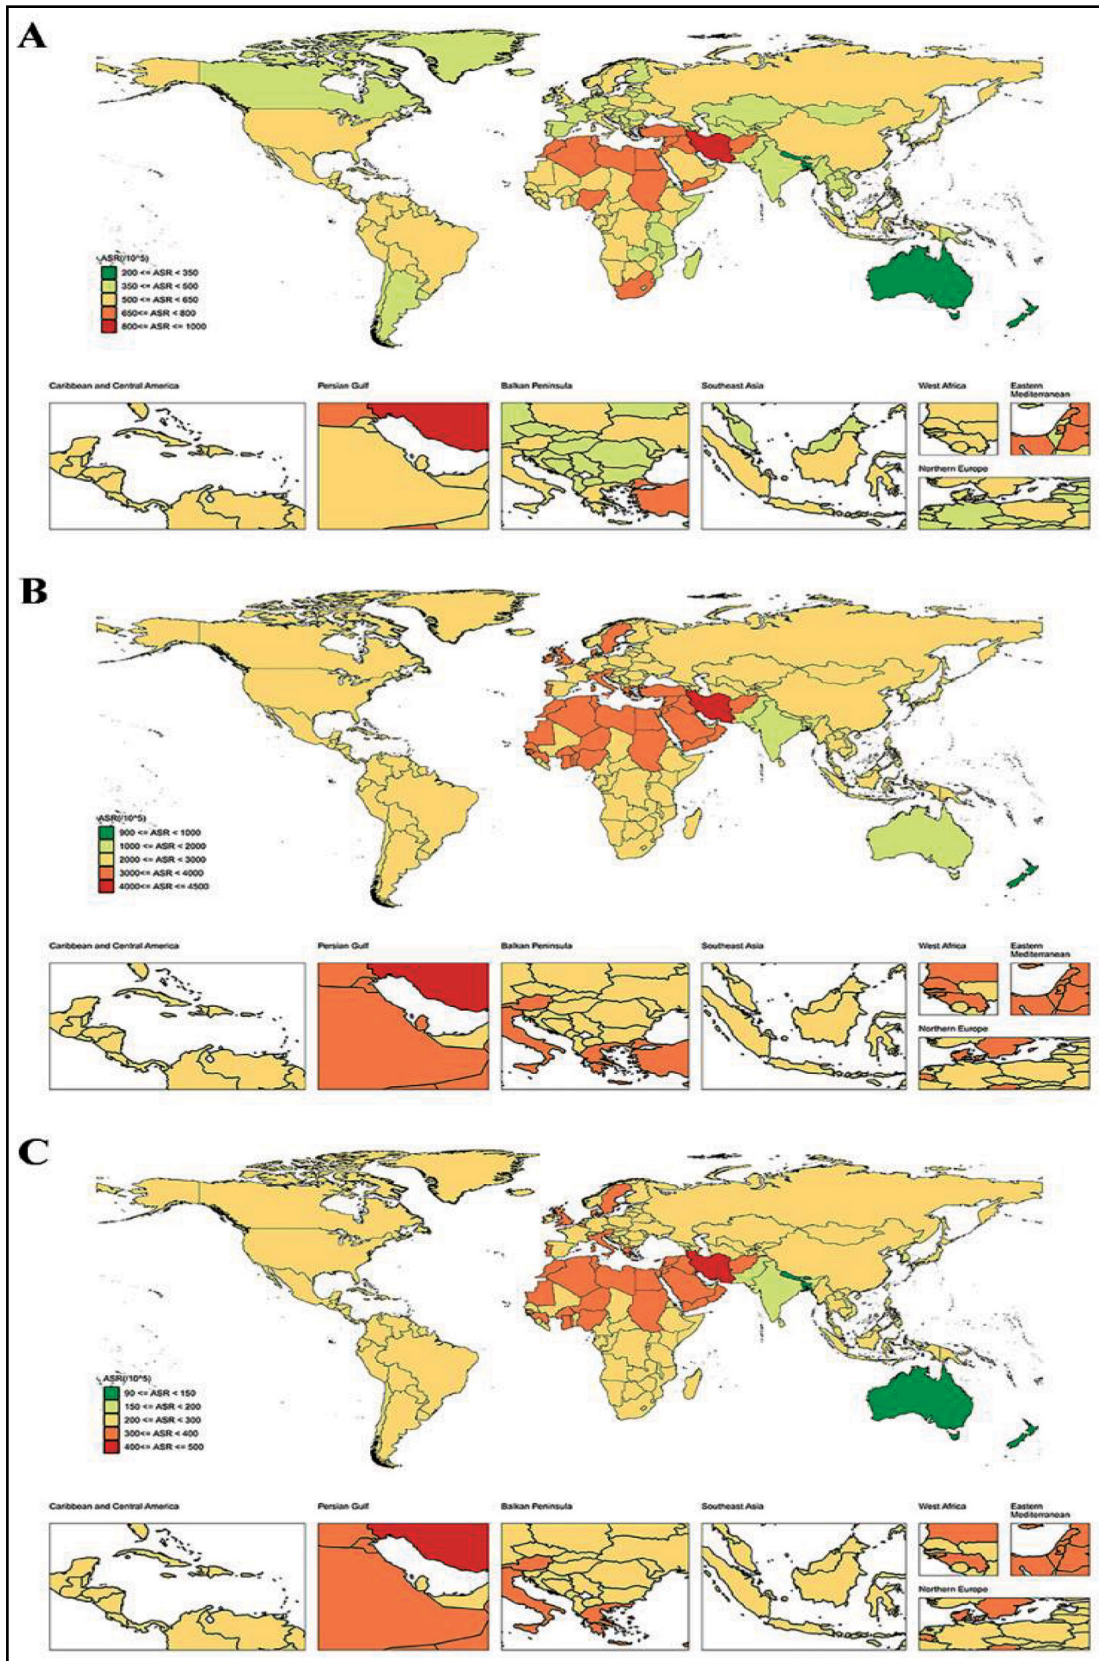 A
ASR(/10^5)
200 <= ASR < 350
350 <= ASR < 500
500 <= ASR < 650
650<= ASR < 800
800<= ASR <= 1000
Caribbean and Central America
Persian Gulf
Balkan Peninsula
Southeast Asia
West Africa
Eastern
Mediterranean
Northern Europe
B
ASR(/10^5)
900 <= ASR < 1000
1000 <= ASR < 2000
2000 <= ASR < 3000
3000<= ASR < 4000
4000<= ASR <= 4500
Caribbean and Central America
Persian Gulf
Balkan Peninsula
Southeast Asia
West Africa
Eastern
Mediterranean
Northern Europe
C
ASR(/10^5)
90 <= ASR < 150
150 <= ASR < 200
200 <= ASR < 300
300<= ASR < 400
400<= ASR <= 500
Caribbean and Central America
Persian Gulf
Balkan Peninsula
Southeast Asia
West Africa
Eastern
Mediterranean
Northern Europe